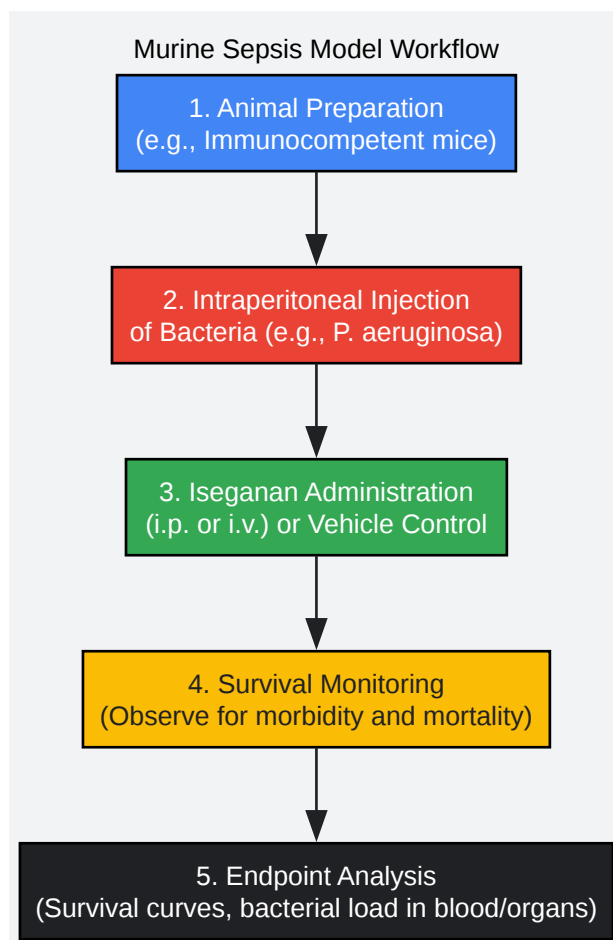 Murine Sepsis Model Workflow
1. Animal Preparation
(e.g., Immunocompetent mice)
2. Intraperitoneal Injection
of Bacteria (e.g., P. aeruginosa)
3. Iseganan Administration
(i.p. or i.v.) or Vehicle Control
4. Survival Monitoring
(Observe for morbidity and mortality)
5. Endpoint Analysis
(Survival curves, bacterial load in blood/organs)